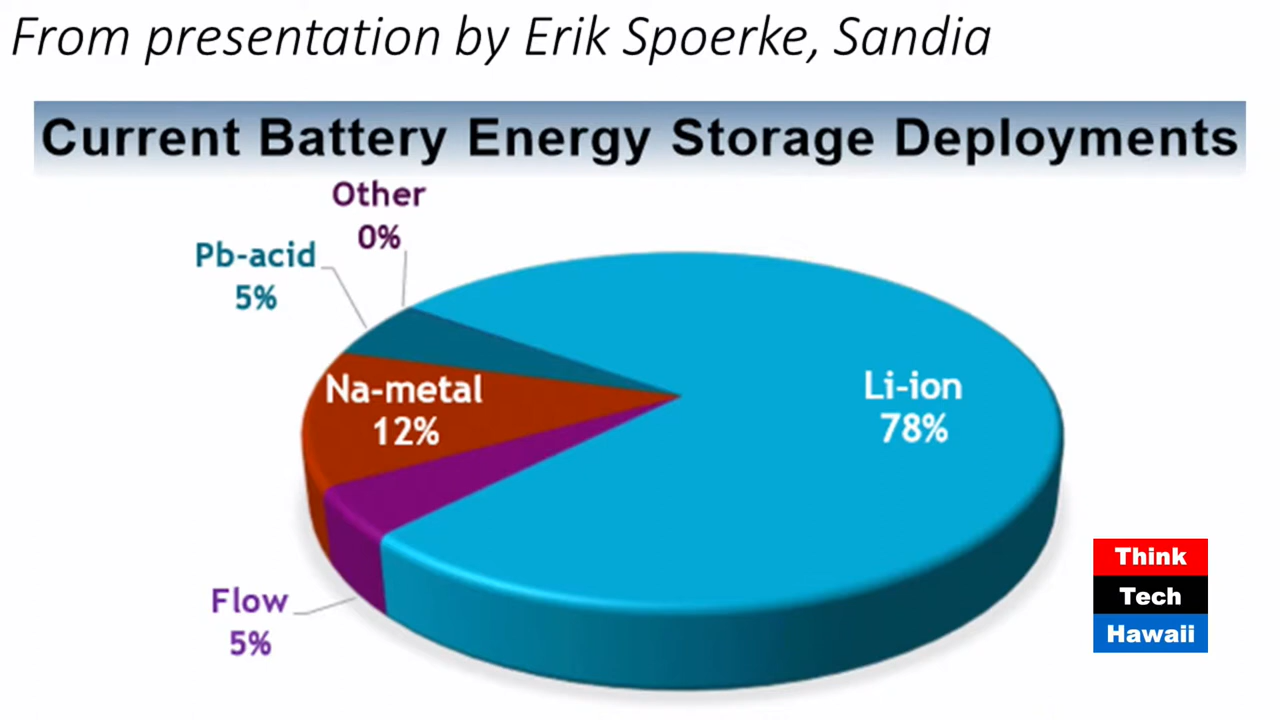 From presentation by Erik Spoerke, Sandia
Current Battery Energy Storage Deployments
Other
0%
Pb-acid
5%
Na-metal
12%
Li-ion
78%
Flow
5%
Think
Tech
Hawaii